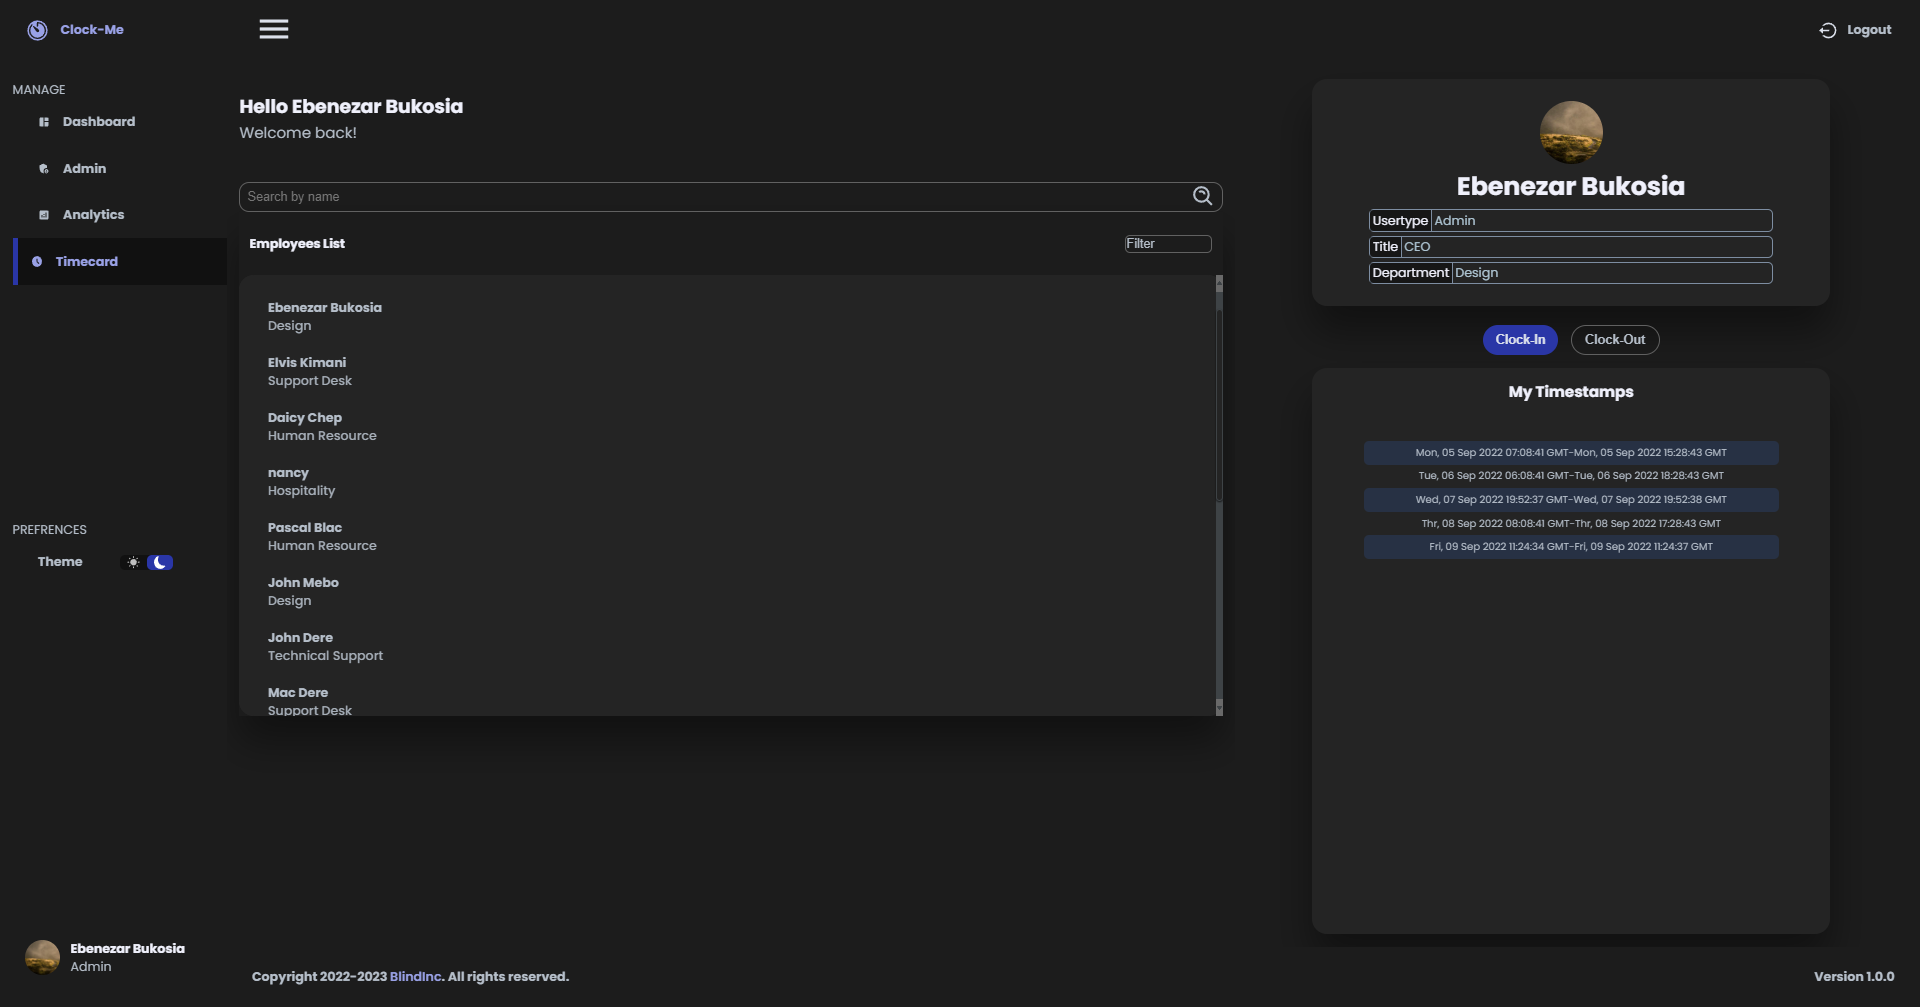 Clock-Me
Logout
MANAGE
Dashboard
Admin
Analytics
Timecard
PREFRENCES
Theme
Ebenezar Bukosia
Admin
Hello Ebenezar Bukosia
Welcome back!
Search by name
Employees List
Filter
Ebenezar Bukosia
Design
Elvis Kimani
Support Desk
Daicy Chep
Human Resource
nancy
Hospitality
Pascal Blac
Human Resource
John Mebo
Design
John Dere
Technical Support
Mac Dere
Support Desk
Ebenezar Bukosia
Usertype Admin
Title CEO
Department Design
Clock-In Clock-Out
My Timestamps
Mon, 05 Sep 2022 07:08:41 GMT-Mon, 05 Sep 2022 15:28:43 GMT
Tue, 06 Sep 2022 06:08:41 GMT-Tue, 06 Sep 2022 18:28:43 GMT
Wed, 07 Sep 2022 19:52:37 GMT-Wed, 07 Sep 2022 19:52:38 GMT
Thr, 08 Sep 2022 08:08:41 GMT-Thr, 08 Sep 2022 17:28:43 GMT
Fri, 09 Sep 2022 11:24:34 GMT-Fri, 09 Sep 2022 11:24:37 GMT
Copyright 2022-2023 BlindInc. All rights reserved.
Version 1.0.0